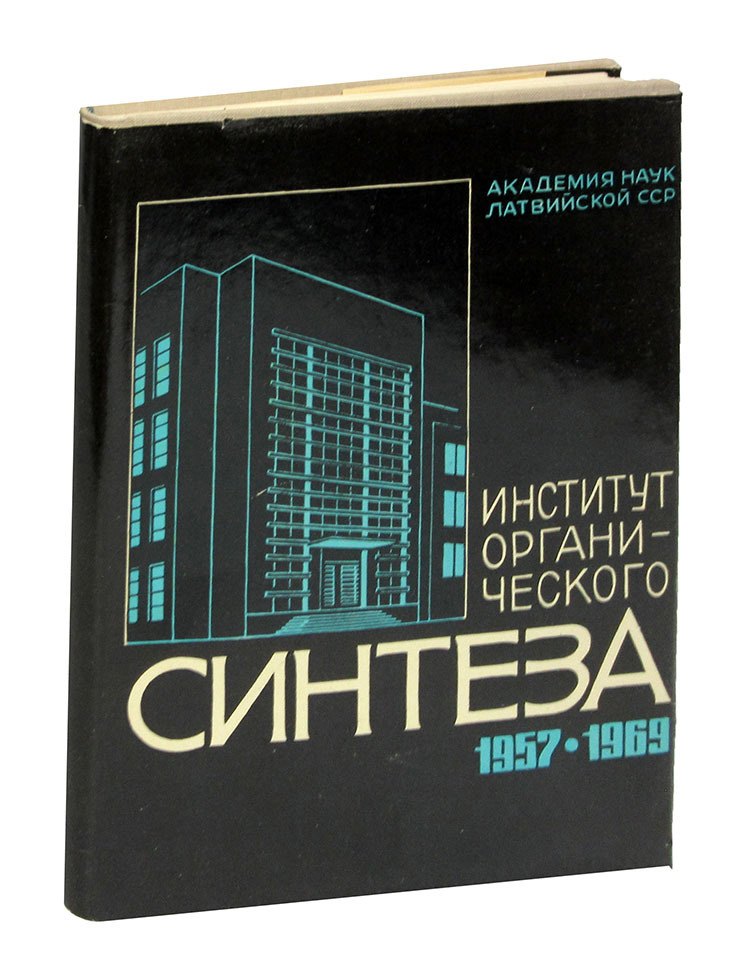 АКАДЕМИЯ НАУК
ЛАТВИЙСКОЙ ССР
ИНСТИТУТ
ОРГАНИ-
ЧЕСКОГО
СИНТЕЗА
1957•1969